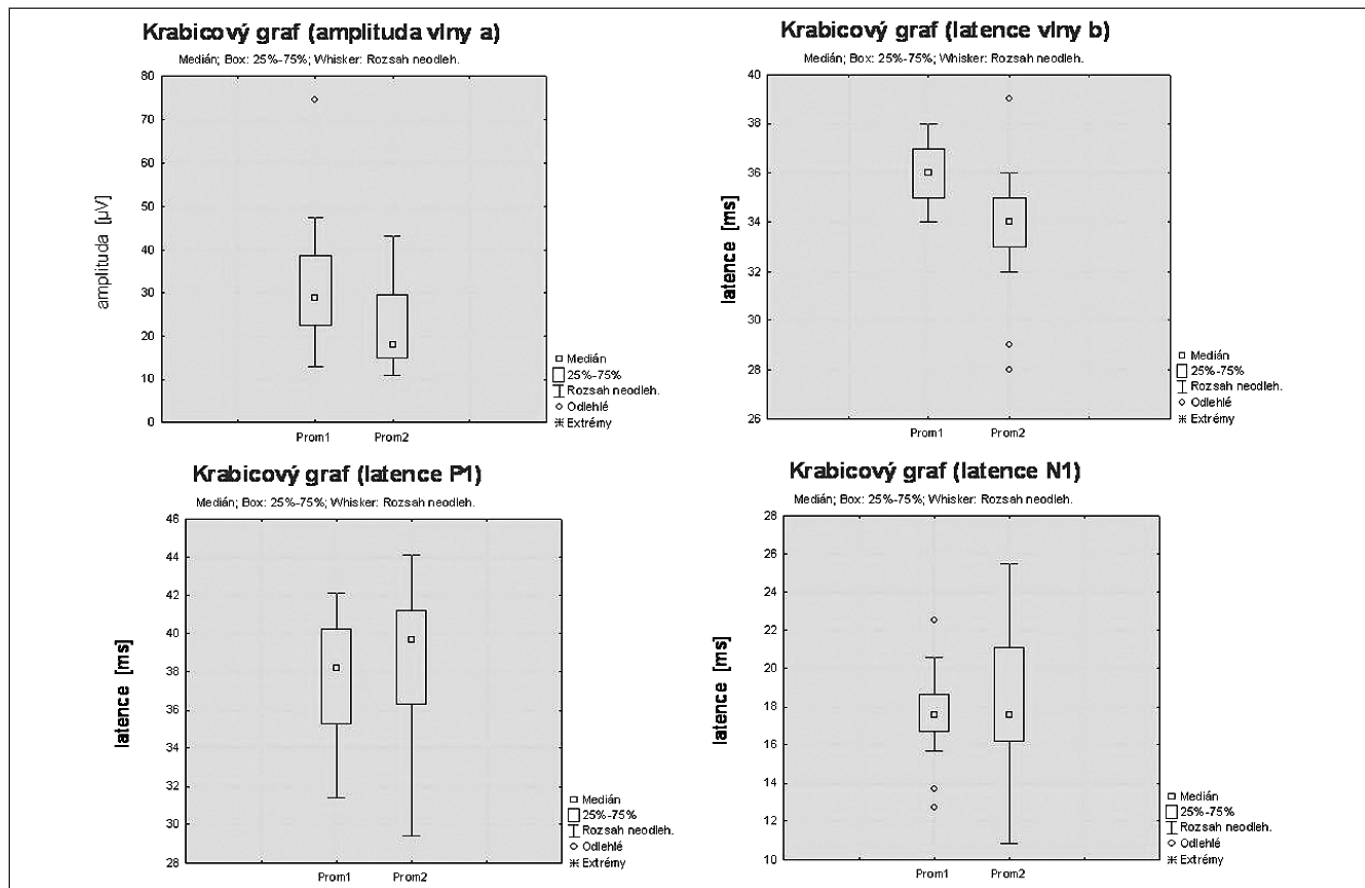 Krabicový graf (amplituda vlny a)
Medián; Box: 25%-75%; Whisker: Rozsah neodleh.
80
70
60
50
40
30
20
10
0
amplituda [µV]
Prom1 Prom2
Medián
25%-75%
Rozsah neodleh.
Odlehlé
Extrémy
Krabicový graf (latence vlny b)
Medián; Box: 25%-75%; Whisker: Rozsah neodleh.
40
38
36
34
32
30
28
26
latence [ms]
Prom1 Prom2
Medián
25%-75%
Rozsah neodleh.
Odlehlé
Extrémy
Krabicový graf (latence P1)
Medián; Box: 25%-75%; Whisker: Rozsah neodleh.
46
44
42
40
38
36
34
32
30
28
latence [ms]
Prom1 Prom2
Medián
25%-75%
Rozsah neodleh.
Odlehlé
Extrémy
Krabicový graf (latence N1)
Medián; Box: 25%-75%; Whisker: Rozsah neodleh.
28
26
24
22
20
18
16
14
12
10
latence [ms]
Prom1 Prom2
Medián
25%-75%
Rozsah neodleh.
Odlehlé
Extrémy